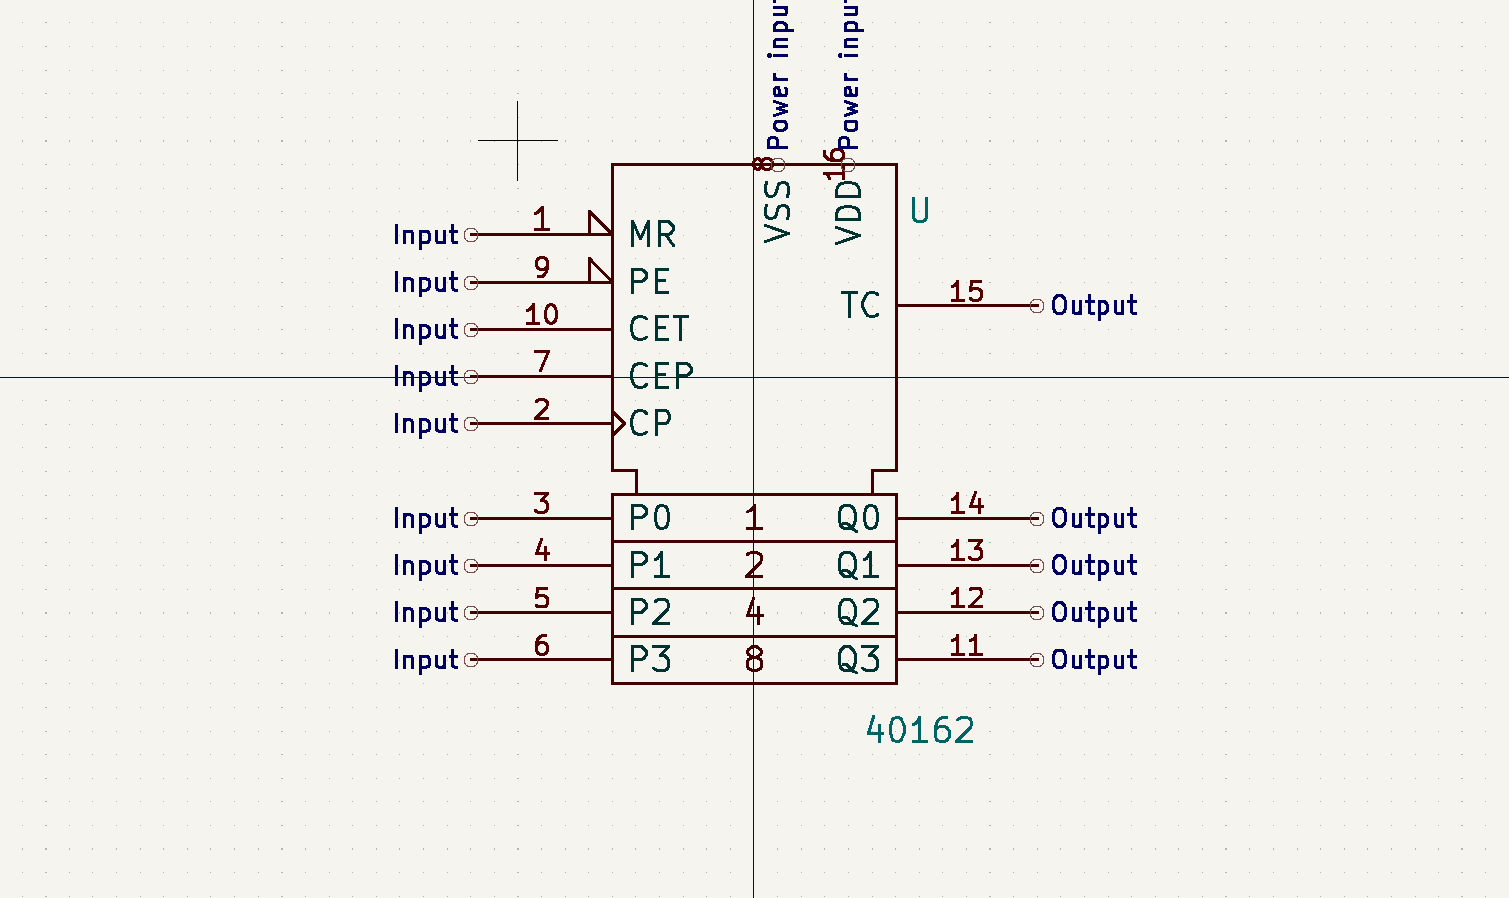 Power input
Power input
8
16
VSS
VDD
U
Input 1 MR
Input 9 PE
Input 10 CET
TC 15 Output
Input 7 CEP
Input 2 CP
Input 3 P0 1 Q0 14 Output
Input 4 P1 2 Q1 13 Output
Input 5 P2 4 Q2 12 Output
Input 6 P3 8 Q3 11 Output
40162